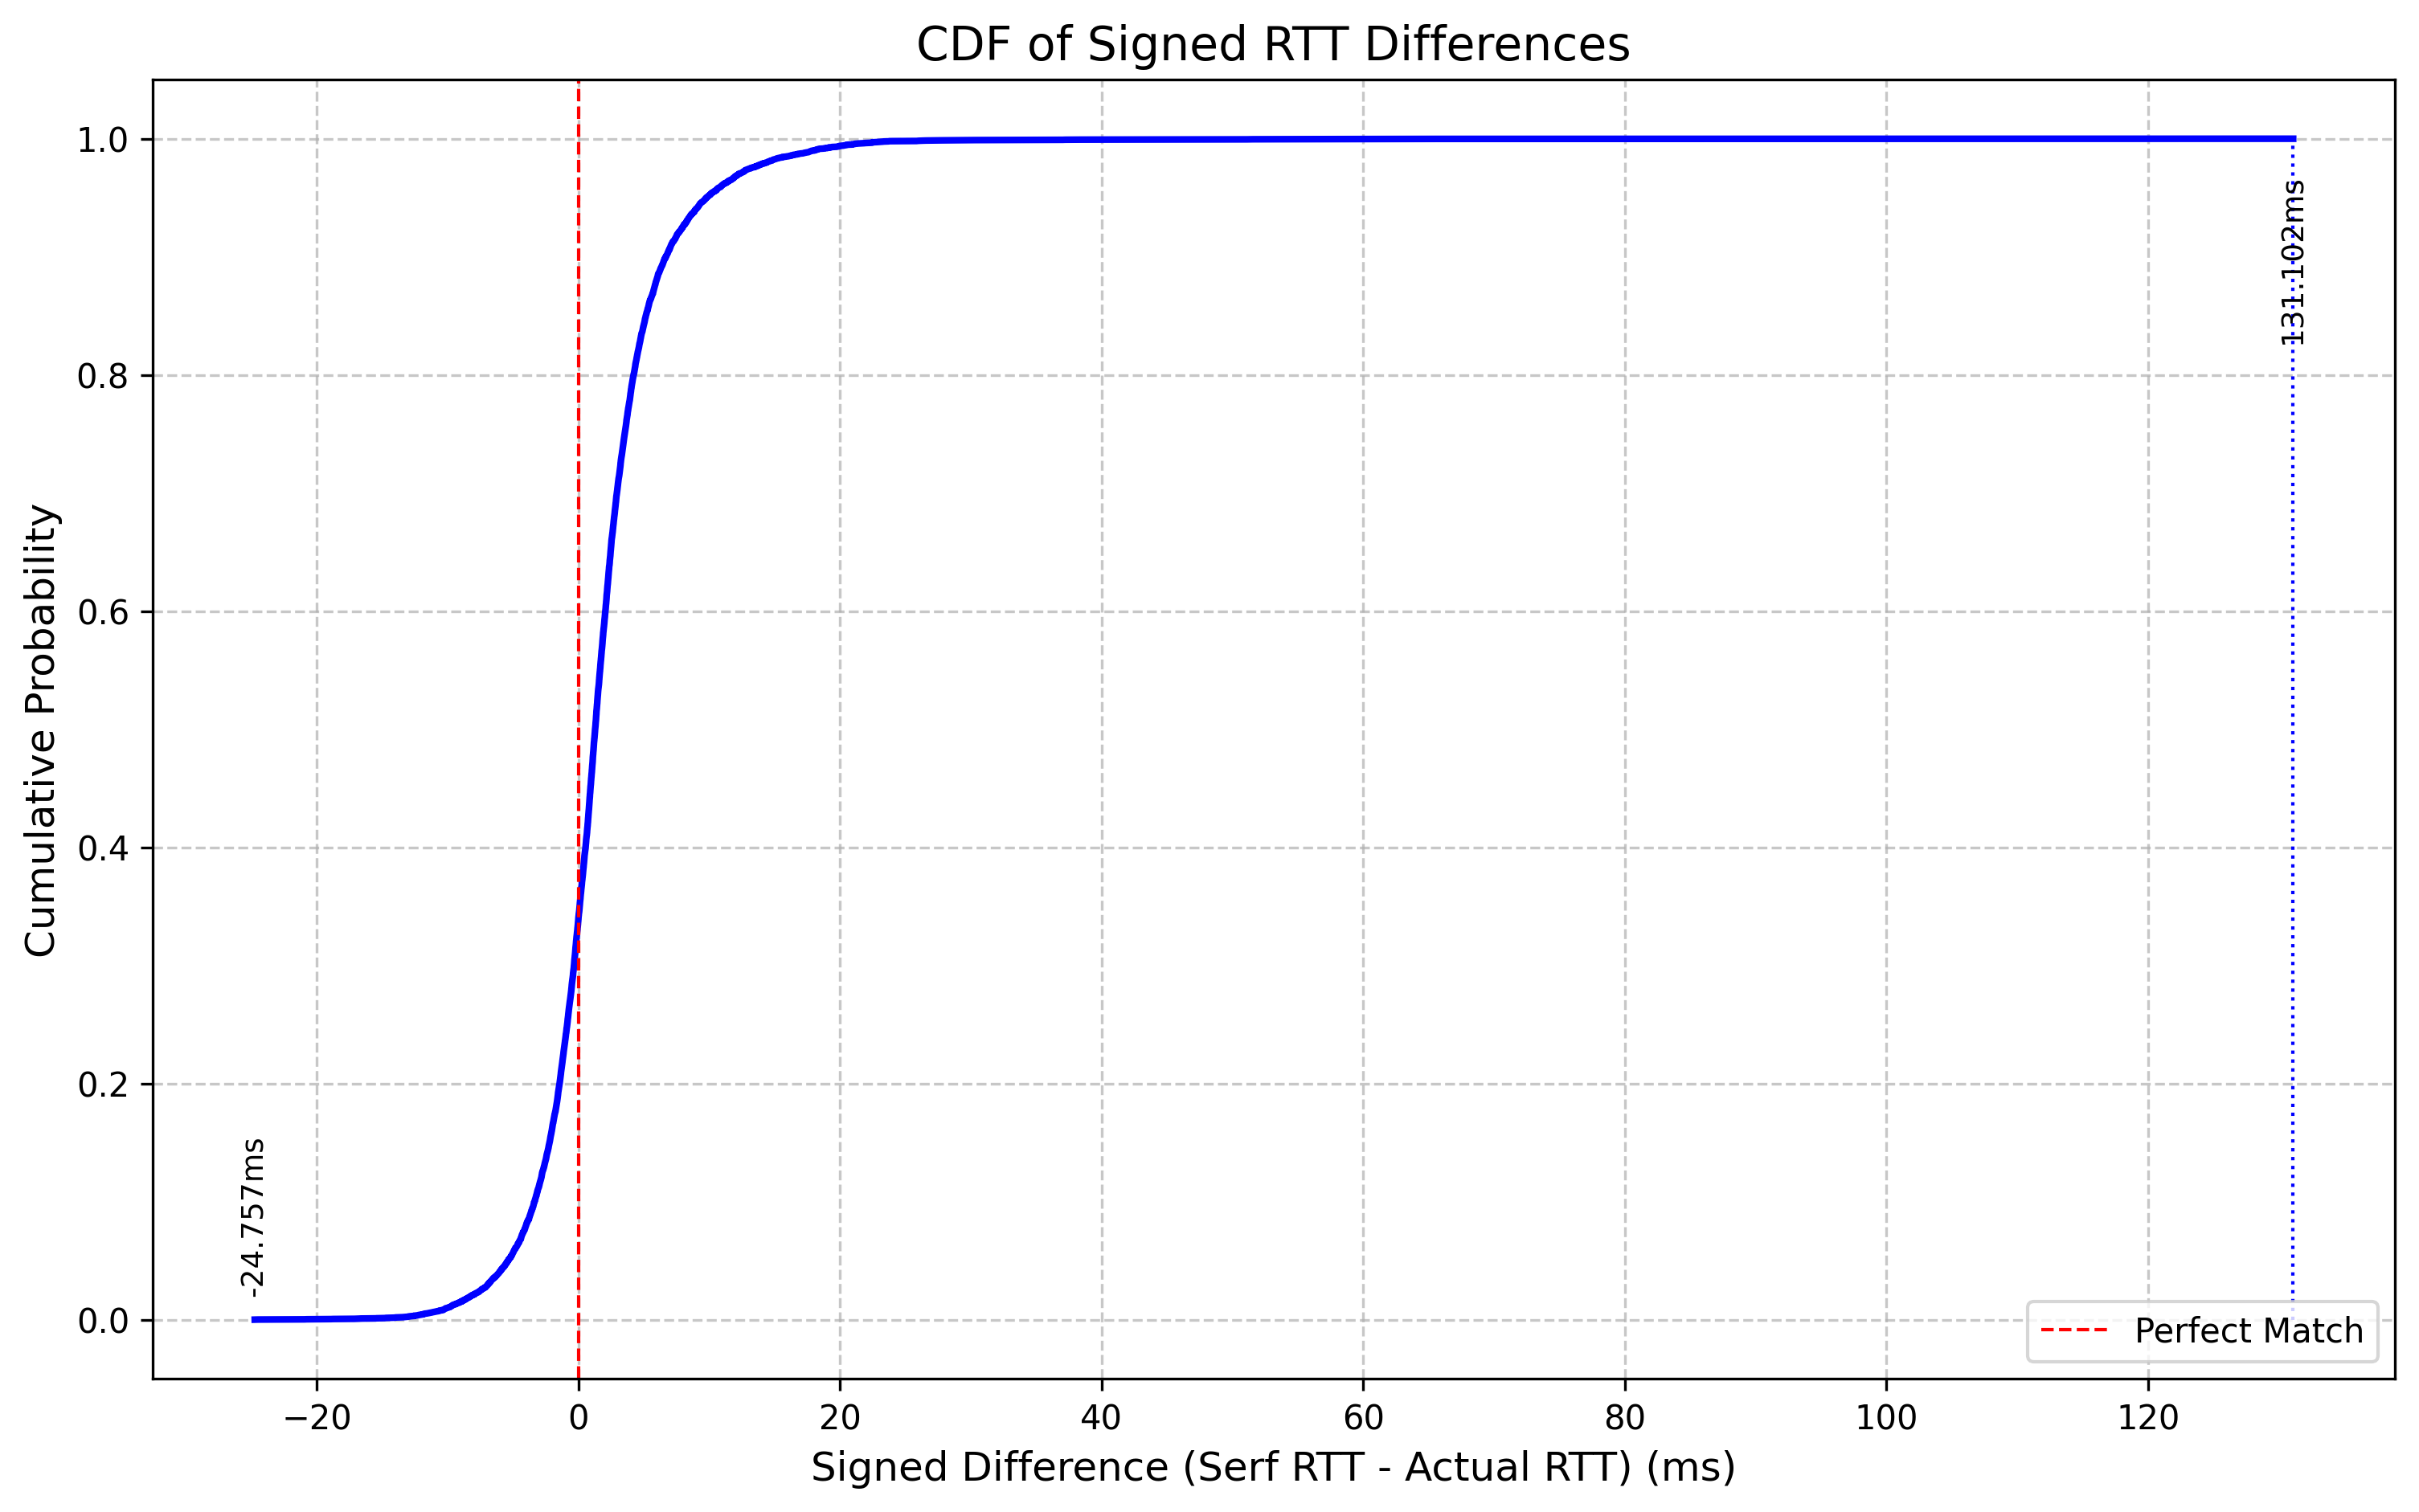 CDF of Signed RTT Differences
Cumulative Probability
1.0
0.8
0.6
0.4
0.2
0.0
-24.757ms
131.102ms
Perfect Match
−20
0
20
40
60
80
100
120
Signed Difference (Serf RTT - Actual RTT) (ms)